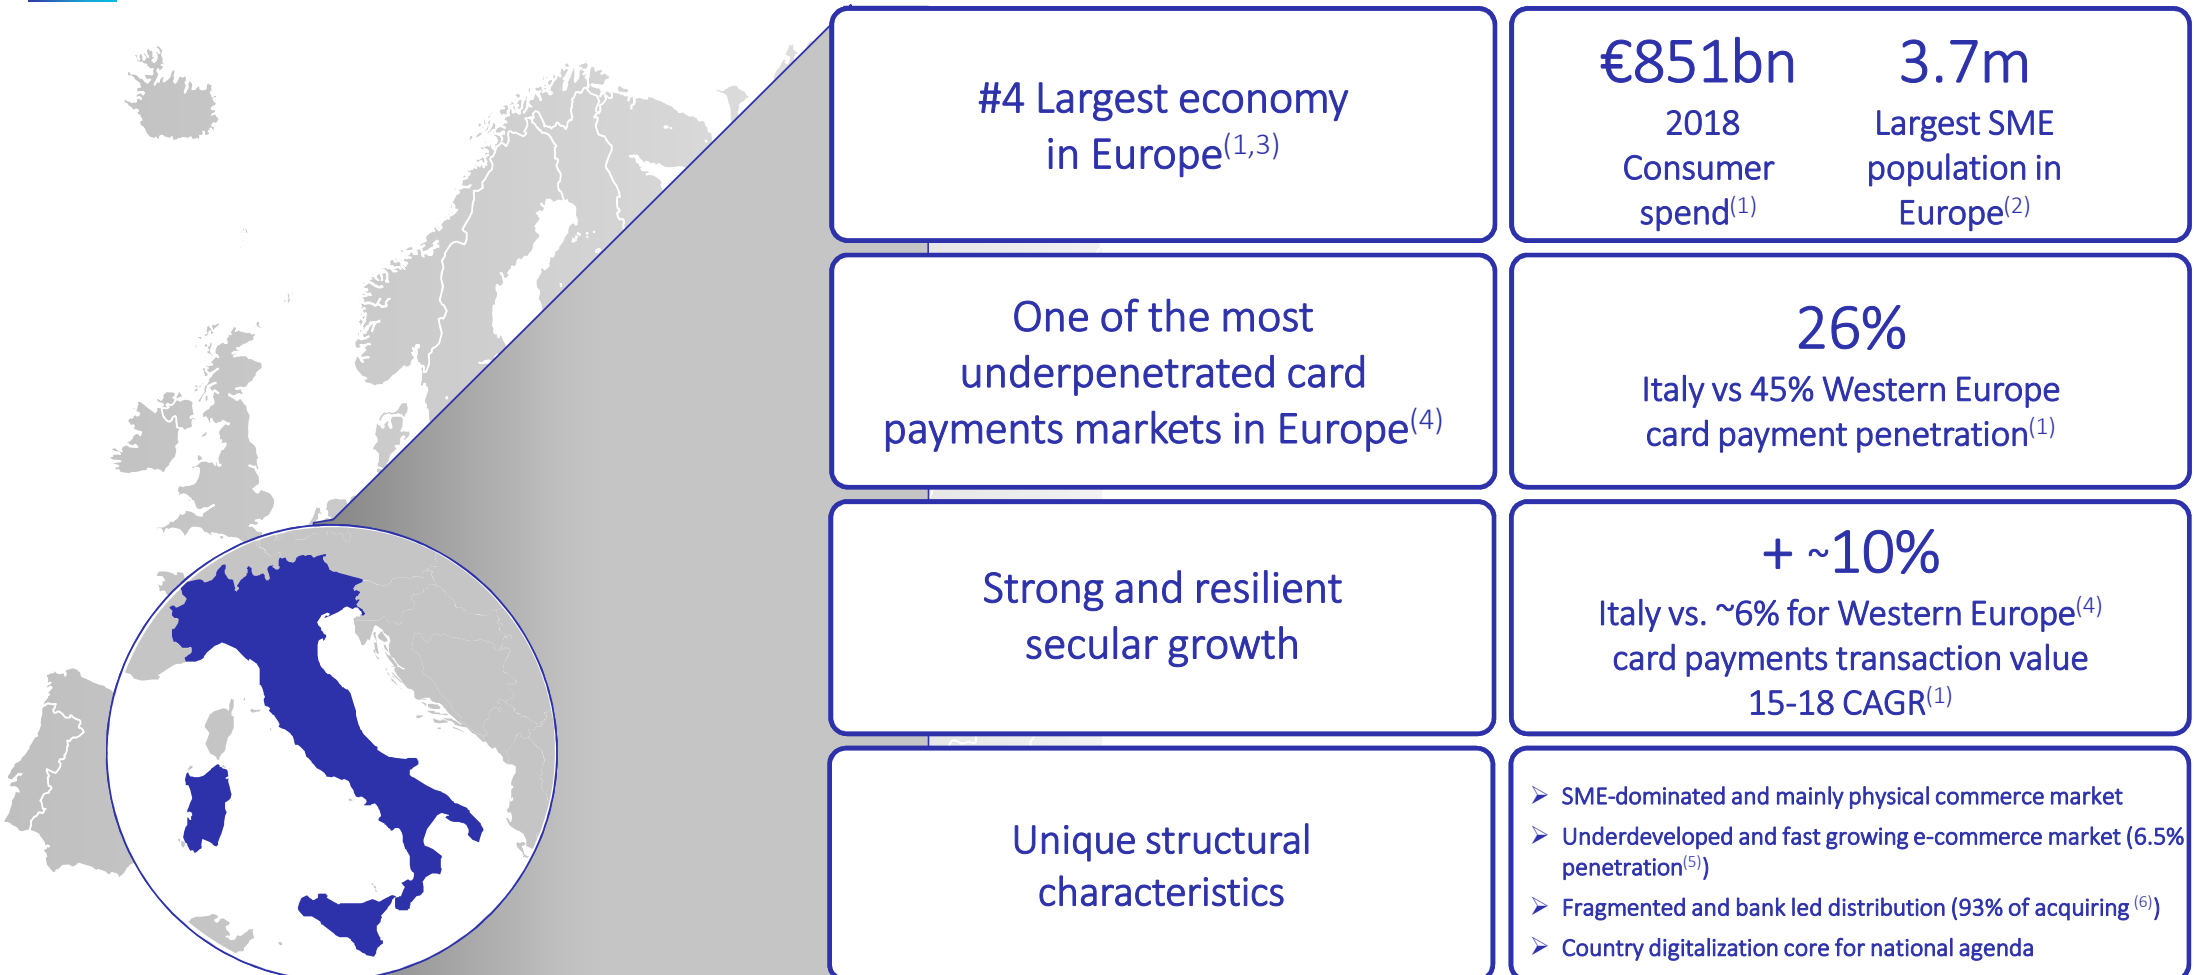 #4 Largest economy
in Europe(1,3)
€851bn
2018
Consumer
spend(1)
3.7m
Largest SME
population in
Europe(2)
One of the most
underpenetrated card
payments markets in Europe(4)
26%
Italy vs 45% Western Europe
card payment penetration(1)
Strong and resilient
secular growth
+ ~10%
Italy vs. ~6% for Western Europe(4)
card payments transaction value
15-18 CAGR(1)
Unique structural
characteristics
➢ SME-dominated and mainly physical commerce market
➢ Underdeveloped and fast growing e-commerce market (6.5%
penetration(5))
➢ Fragmented and bank led distribution (93% of acquiring (6))
➢ Country digitalization core for national agenda